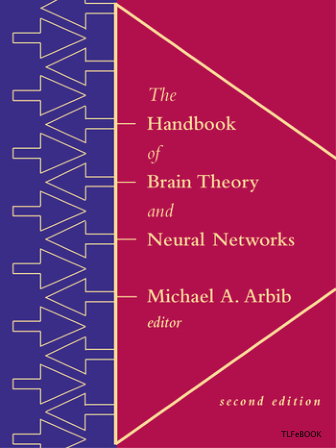 The
Handbook
of
Brain Theory
and
Neural Networks
Michael A. Arbib
editor
second edition
TLFeBOOK